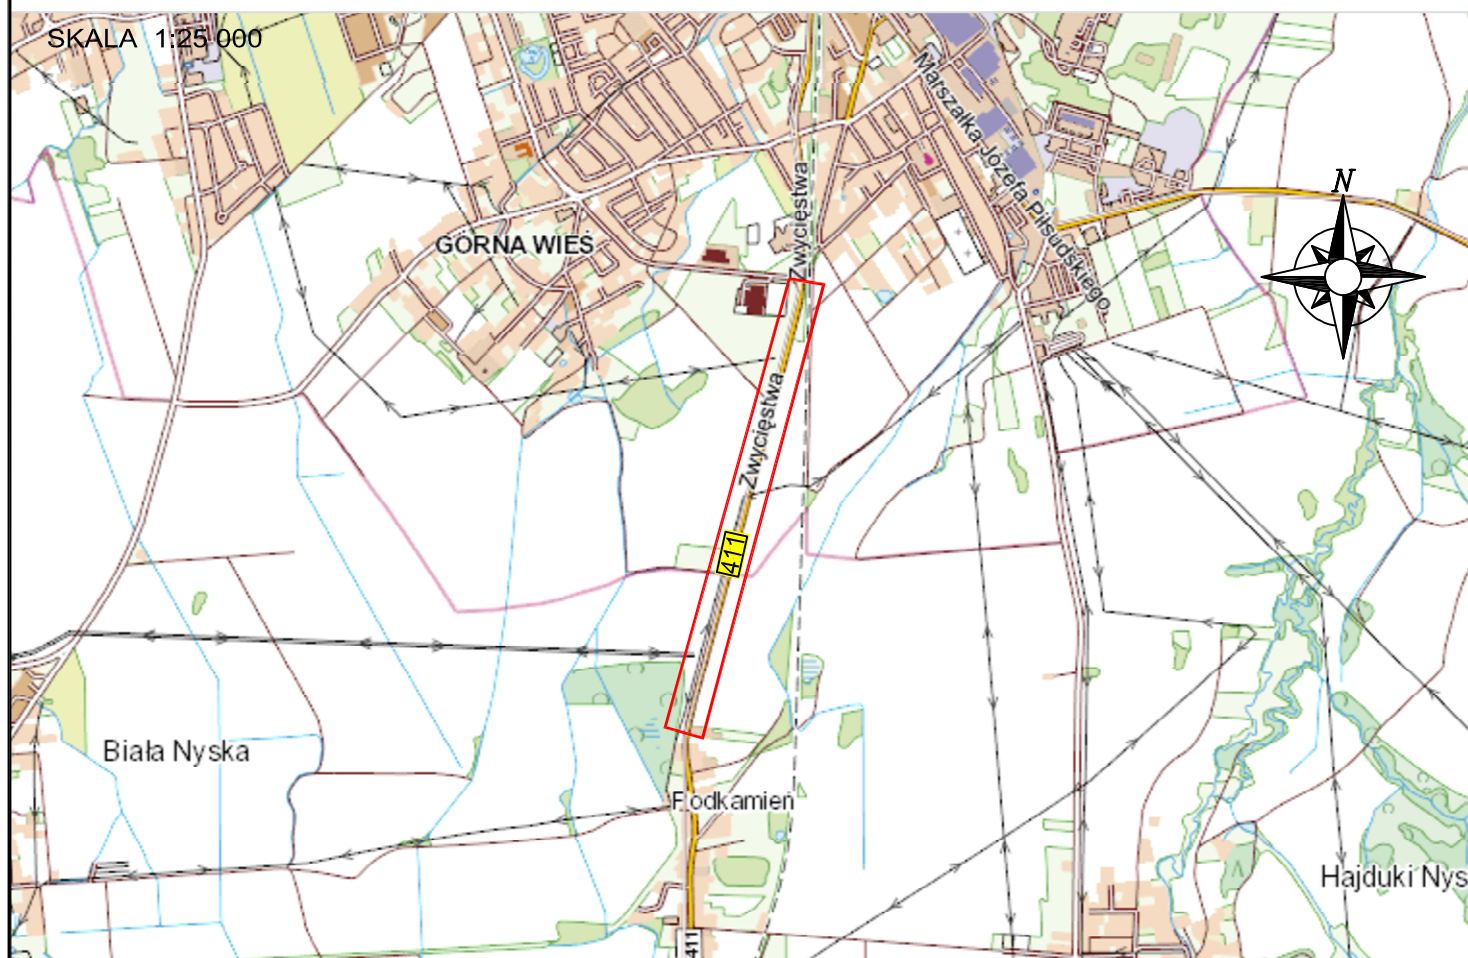 SKALA 1:25 000
Marszałka Józefa Piłsudskiego
Zwycięstwa
N
GÓRNA WIEŚ
Zwycięstwa
411
Biała Nyska
Podkamień
Hajduki Nys
411